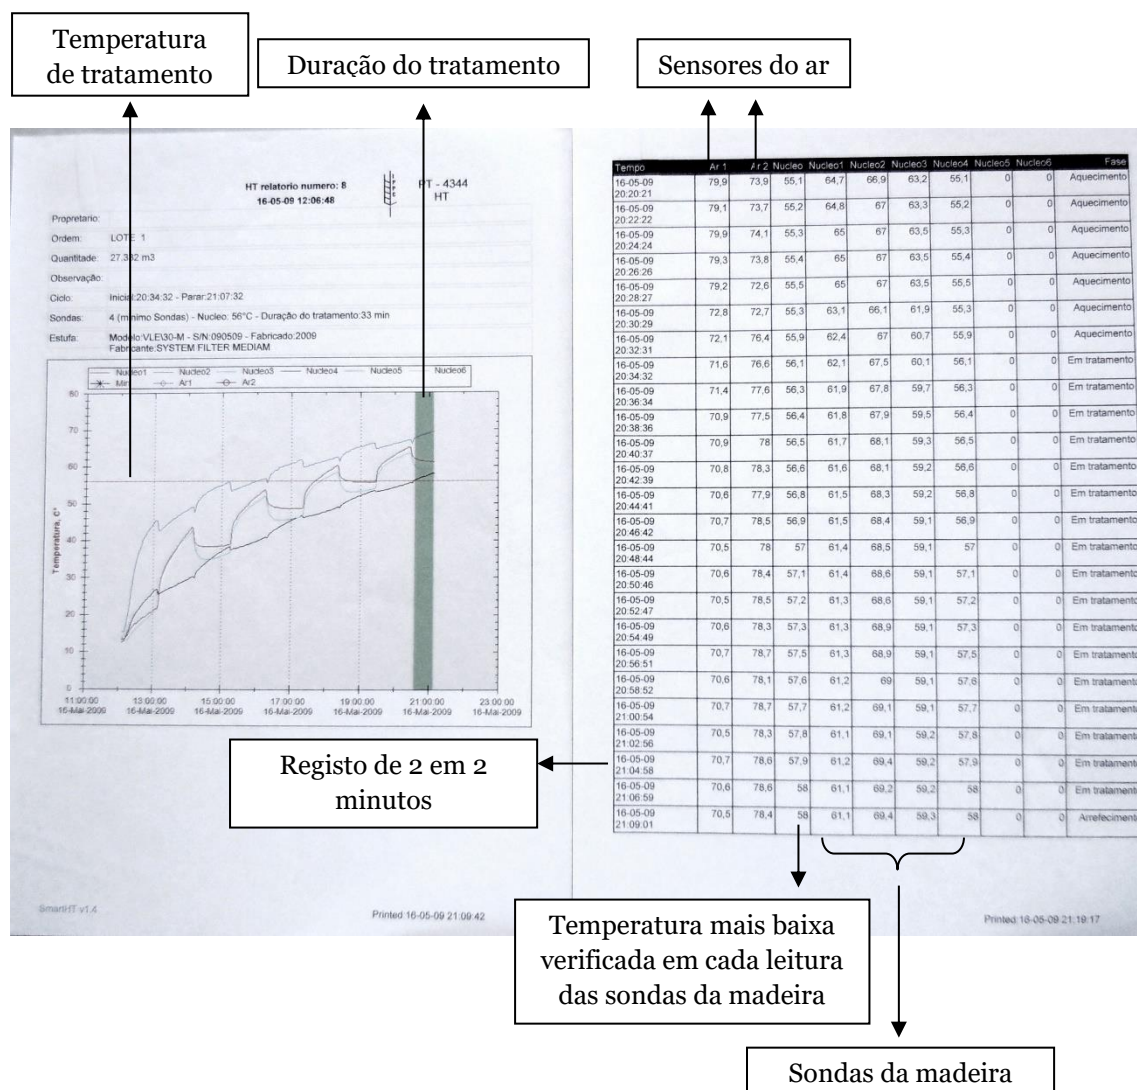 Temperatura
de tratamento
Duração do tratamento
Sensores do ar
HT relatorio numero: 8
16-05-09 12:06:48
PT - 4344
HT
Propretario:
Ordem: LOTE 1
Quantitade: m3
Observação:
Ciclo: Inicial:20:34:32 - Parar:21:07:32
Sondas: 4 (minimo Sondas) - Nucleo: 56°C - Duração do tratamento:33 min
Estufa: Modelo:VLE\30-M - S/N:090509 - Fabricado:2009
Fabricante:SYSTEM FILTER MEDIAM
Nucleo1 Nucleo2 Nucleo3 Nucleo4 Nucleo5 Nucleo6
Min Ar1 Ar2
Temperatura, C°
80
70
60
50
40
30
20
10
0
11:00:00 13:00:00 15:00:00 17:00:00 19:00:00 21:00:00 23:00:00
16-Mai-2009 16-Mai-2009 16-Mai-2009 16-Mai-2009 16-Mai-2009 16-Mai-2009 16-Mai-2009
SmartHT v1.4
Printed:16-05-09 21:09:42
Tempo Ar 1 Ar 2 Nucleo Nucleo1 Nucleo2 Nucleo3 Nucleo4 Nucleo5 Nucleo6 Fase
16-05-09 79,9 73,9 55,1 64,7 66,9 63,2 55,1 0 0 Aquecimento
20:20:21
16-05-09 79,1 73,7 55,2 64,8 67 63,3 55,2 0 0 Aquecimento
20:22:22
16-05-09 79,9 74,1 55,3 65 67 63,5 55,3 0 0 Aquecimento
20:24:24
16-05-09 79,3 73,8 55,4 65 67 63,5 55,4 0 0 Aquecimento
20:26:26
16-05-09 79,2 72,6 55,5 65 67 63,5 55,5 0 0 Aquecimento
20:28:27
16-05-09 72,8 72,7 55,3 63,1 66,1 61,9 55,3 0 0 Aquecimento
20:30:29
16-05-09 72,1 76,4 55,9 62,4 67 60,7 55,9 0 0 Aquecimento
20:32:31
16-05-09 71,6 76,6 56,1 62,1 67,5 60,1 56,1 0 0 Em tratamento
20:34:32
16-05-09 71,4 77,6 56,3 61,9 67,8 59,7 56,3 0 0 Em tratamento
20:36:34
16-05-09 70,9 77,5 56,4 61,8 67,9 59,5 56,4 0 0 Em tratamento
20:38:36
16-05-09 70,9 78 56,5 61,7 68,1 59,3 56,5 0 0 Em tratamento
20:40:37
16-05-09 70,8 78,3 56,6 61,6 68,1 59,2 56,6 0 0 Em tratamento
20:42:39
16-05-09 70,6 77,9 56,8 61,5 68,3 59,2 56,8 0 0 Em tratamento
20:44:41
16-05-09 70,7 78,5 56,9 61,5 68,4 59,1 56,9 0 0 Em tratamento
20:46:42
16-05-09 70,5 78 57 61,4 68,5 59,1 57 0 0 Em tratamento
20:48:44
16-05-09 70,6 78,4 57,1 61,4 68,6 59,1 57,1 0 0 Em tratamento
20:50:46
16-05-09 70,5 78,5 57,2 61,3 68,6 59,1 57,2 0 0 Em tratamento
20:52:47
16-05-09 70,6 78,3 57,3 61,3 68,9 59,1 57,3 0 0 Em tratamento
20:54:49
16-05-09 70,7 78,7 57,5 61,3 68,9 59,1 57,5 0 0 Em tratamento
20:56:51
16-05-09 70,6 78,1 57,6 61,2 69 59,1 57,6 0 0 Em tratamento
20:58:52
16-05-09 70,7 78,7 57,7 61,2 69,1 59,1 57,7 0 0 Em tratament
21:00:54
16-05-09 70,5 78,3 57,8 61,1 69,1 59,2 57,8 0 0 Em tratament
21:02:56
16-05-09 70,7 78,6 57,9 61,2 69,4 59,2 57,9 0 0 Em tratament
21:04:58
16-05-09 70,6 78,6 58 61,1 69,2 59,2 58 0 0 Em tratament
21:06:59
16-05-09 70,5 78,4 58 61,1 69,4 59,3 58 0 0 Arrefeciment
21:09:01
Printed:16-05-09 21:19:17
Registo de 2 em 2
minutos
Temperatura mais baixa
verificada em cada leitura
das sondas da madeira
Sondas da madeira